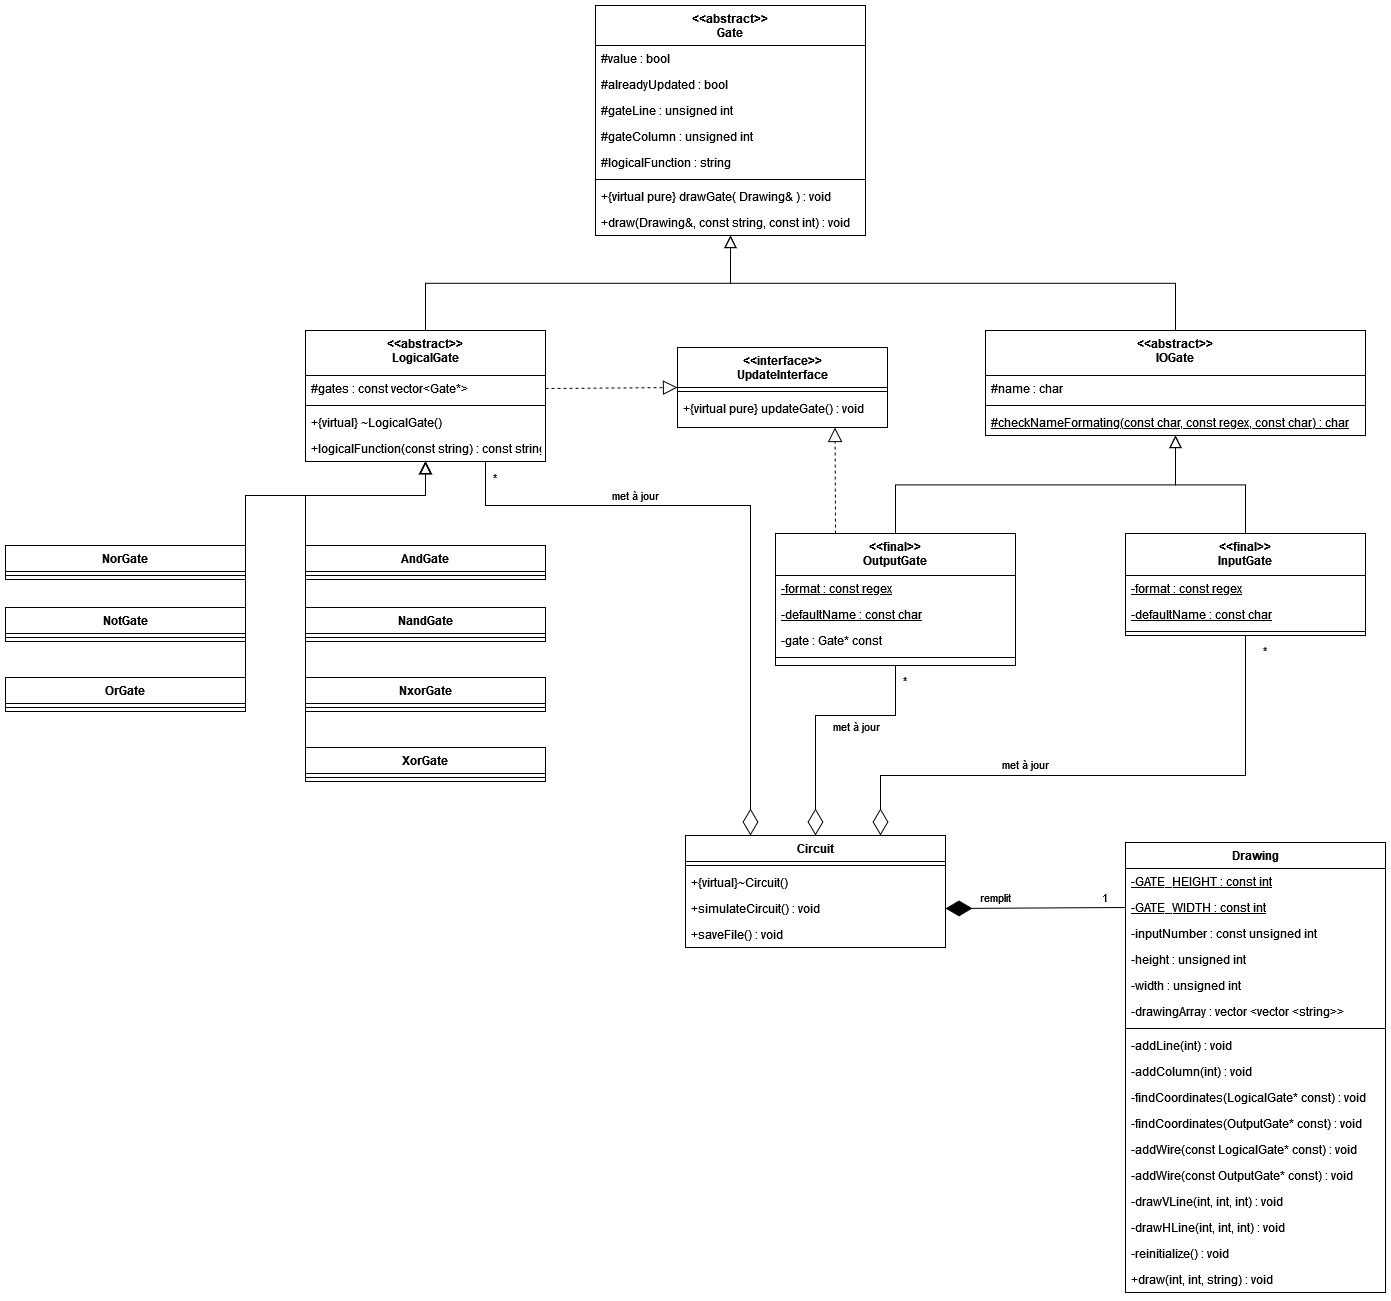 <<abstract>>
Gate
#value : bool
#alreadyUpdated : bool
#gateLine : unsigned int
#gateColumn : unsigned int
#logicalFunction : string
+{virtual pure} drawGate( Drawing& ) : void
+draw(Drawing&, const string, const int) : void
<<abstract>>
LogicalGate
#gates : const vector<Gate*>
+{virtual} ~LogicalGate()
+logicalFunction(const string) : const string
<<interface>>
UpdateInterface
+{virtual pure} updateGate() : void
<<abstract>>
IOGate
#name : char
#checkNameFormating(const char, const regex, const char) : char
*
met à jour
NorGate
NotGate
OrGate
AndGate
NandGate
NxorGate
XorGate
<<final>>
OutputGate
-format : const regex
-defaultName : const char
-gate : Gate* const
*
met à jour
<<final>>
InputGate
-format : const regex
-defaultName : const char
*
met à jour
Circuit
+{virtual}~Circuit()
+simulateCircuit() : void
+saveFile() : void
remplit
1
Drawing
-GATE_HEIGHT : const int
-GATE_WIDTH : const int
-inputNumber : const unsigned int
-height : unsigned int
-width : unsigned int
-drawingArray : vector <vector <string>>
-addLine(int) : void
-addColumn(int) : void
-findCoordinates(LogicalGate* const) : void
-findCoordinates(OutputGate* const) : void
-addWire(const LogicalGate* const) : void
-addWire(const OutputGate* const) : void
-drawVLine(int, int, int) : void
-drawHLine(int, int, int) : void
-reinitialize() : void
+draw(int, int, string) : void